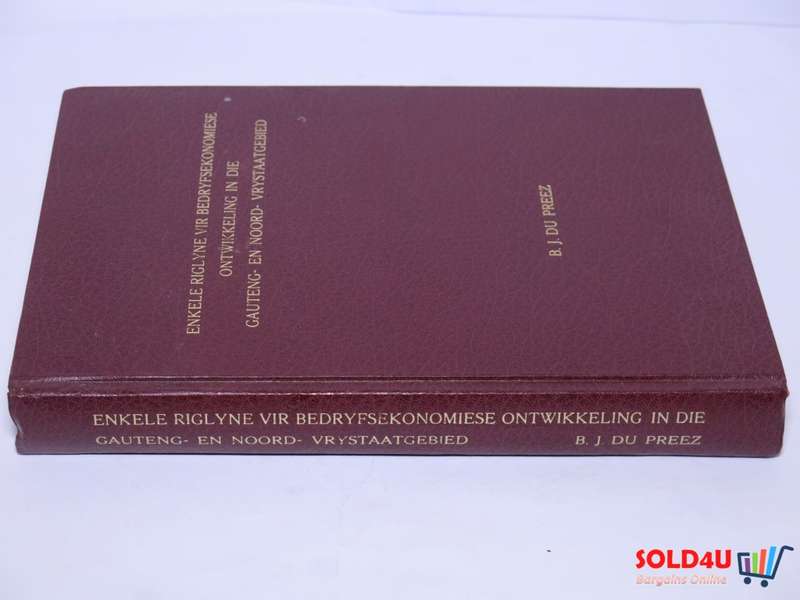 ENKELE RIGLYNE VIR BEDRYFSEKONOMIESE
ONTWIKKELING IN DIE
GAUTENG- EN NOORD- VRYSTAATGEBIED
B. J. DU PREEZ
ENKELE RIGLYNE VIR BEDRYFSEKONOMIESE ONTWIKKELING IN DIE
GAUTENG- EN NOORD- VRYSTAATGEBIED B. J. DU PREEZ
SOLD4U
Bargains Online